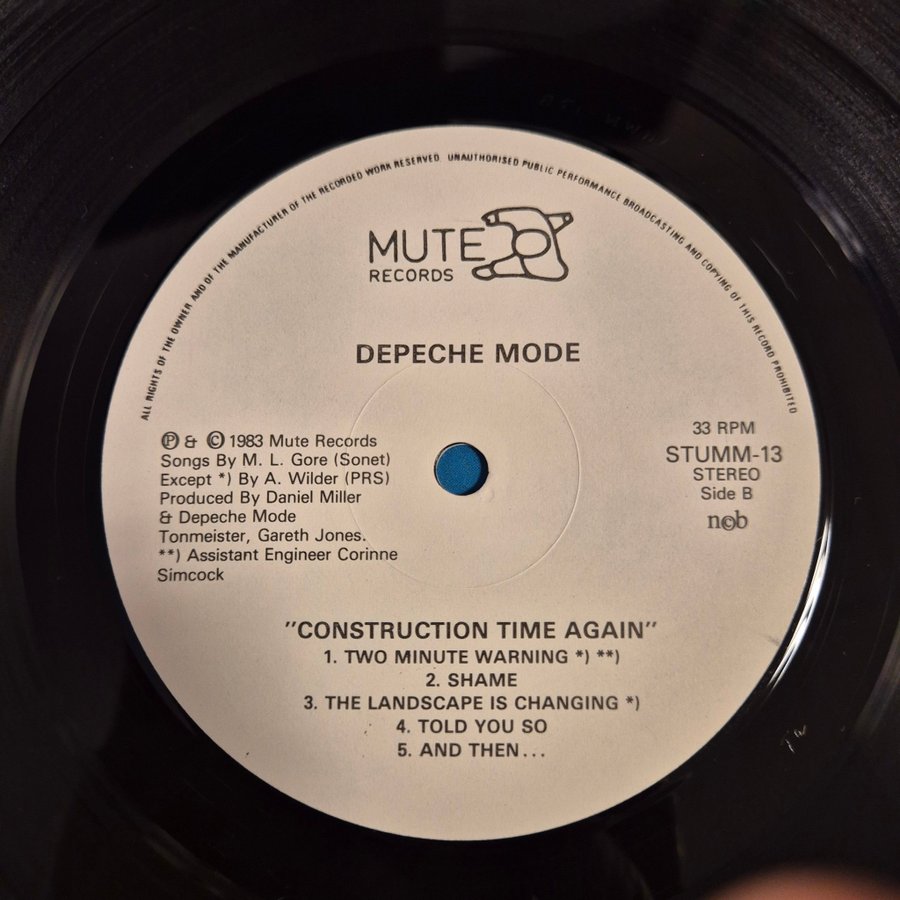 ALL RIGHTS OF THE OWNER AND OF THE MANUFACTURER OF THE RECORDED WORK RESERVED. UNAUTHORISED PUBLIC PERFORMANCE BROADCASTING AND COPYING OF THIS RECORD PROHIBITED
MUTE
RECORDS
DEPECHE MODE
Ⓟ & © 1983 Mute Records
Songs By M. L. Gore (Sonet)
Except *) By A. Wilder (PRS)
Produced By Daniel Miller
& Depeche Mode
Tonmeister, Gareth Jones.
**) Assistant Engineer Corinne
Simcock
33 RPM
STUMM-13
STEREO
Side B
n©b
"CONSTRUCTION TIME AGAIN"
1. TWO MINUTE WARNING *) **)
2. SHAME
3. THE LANDSCAPE IS CHANGING *)
4. TOLD YOU SO
5. AND THEN...